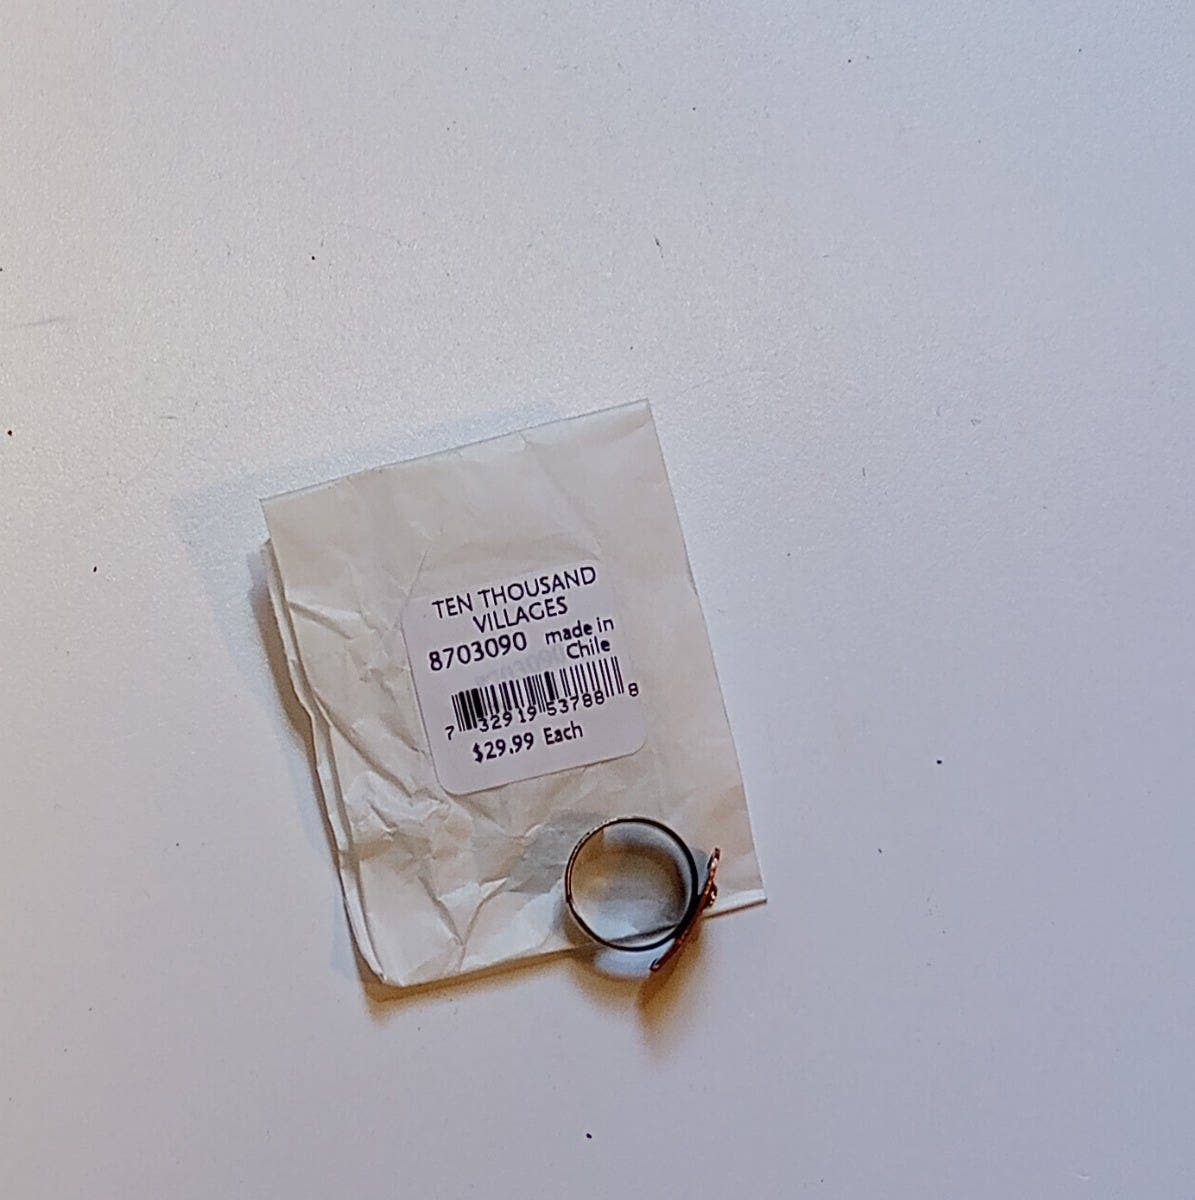 TEN THOUSAND
VILLAGES
8703090 made in
Chile
7 32919 53788 8
$29.99 Each